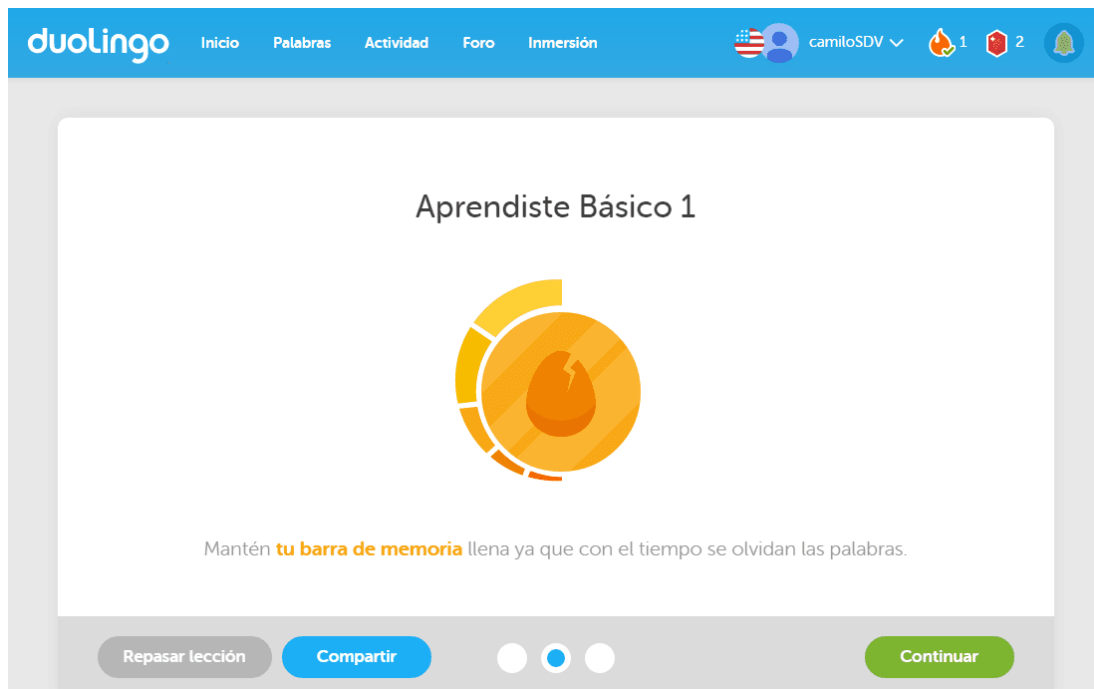 duolingo Inicio Palabras Actividad Foro Inmersión camiloSDV 1 2
Aprendiste Básico 1
Mantén tu barra de memoria llena ya que con el tiempo se olvidan las palabras.
Repasar lección Compartir Continuar